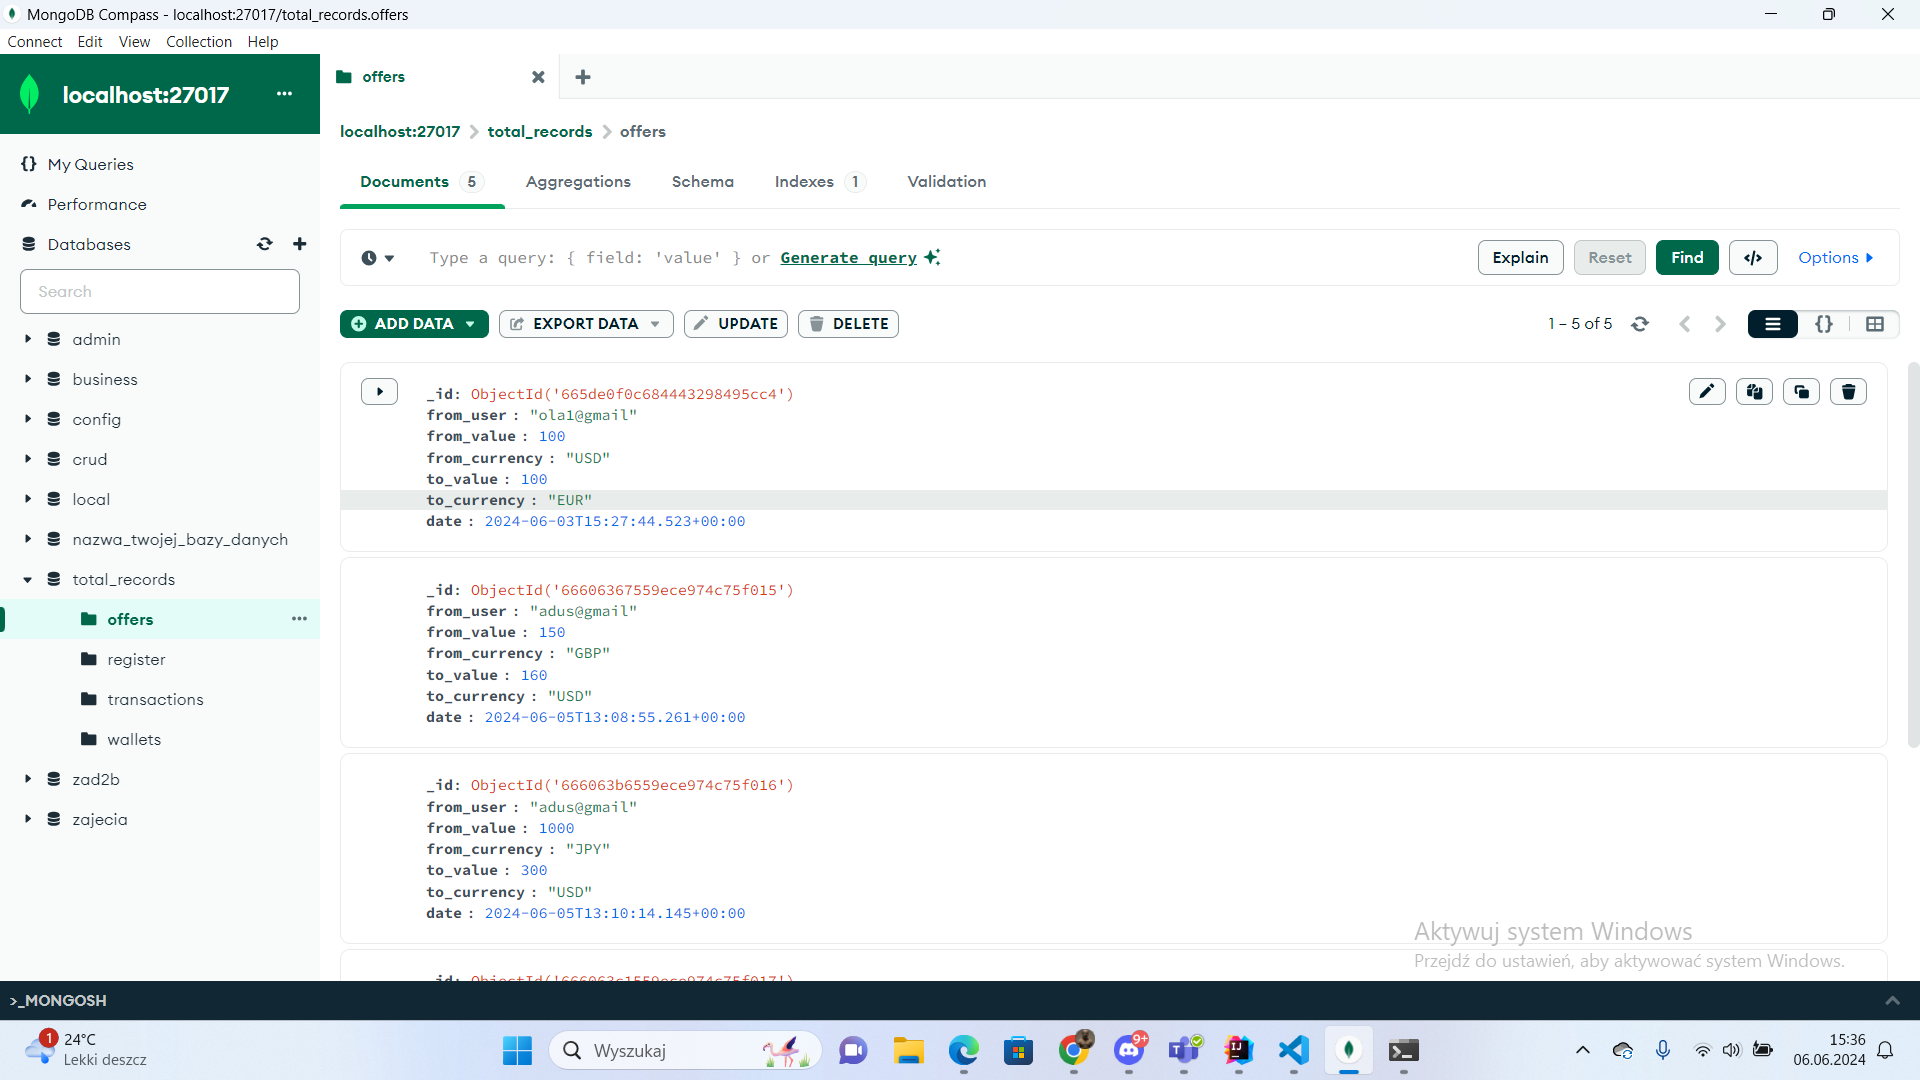 MongoDB Compass - localhost:27017/total_records.offers
Connect Edit View Collection Help
localhost:27017 ...
My Queries
Performance
Databases
Search
admin
business
config
crud
local
nazwa_twojej_bazy_danych
total_records
offers ...
register
transactions
wallets
zad2b
zajecia
offers
localhost:27017 > total_records > offers
Documents 5 Aggregations Schema Indexes 1 Validation
Type a query: { field: 'value' } or Generate query
Explain Reset Find </> Options
ADD DATA EXPORT DATA UPDATE DELETE
1 – 5 of 5 {}
_id: ObjectId('665de0f0c684443298495cc4')
from_user : "ola1@gmail"
from_value : 100
from_currency : "USD"
to_value : 100
to_currency : "EUR"
date : 2024-06-03T15:27:44.523+00:00
_id: ObjectId('66606367559ece974c75f015')
from_user : "adus@gmail"
from_value : 150
from_currency : "GBP"
to_value : 160
to_currency : "USD"
date : 2024-06-05T13:08:55.261+00:00
_id: ObjectId('666063b6559ece974c75f016')
from_user : "adus@gmail"
from_value : 1000
from_currency : "JPY"
to_value : 300
to_currency : "USD"
date : 2024-06-05T13:10:14.145+00:00
_id: ObjectId('666063c1559ece974c75f017')
Aktywuj system Windows
Przejdź do ustawień, aby aktywować system Windows.
>_MONGOSH
1
24°C
Lekki deszcz
Wyszukaj
9+
15:36
06.06.2024